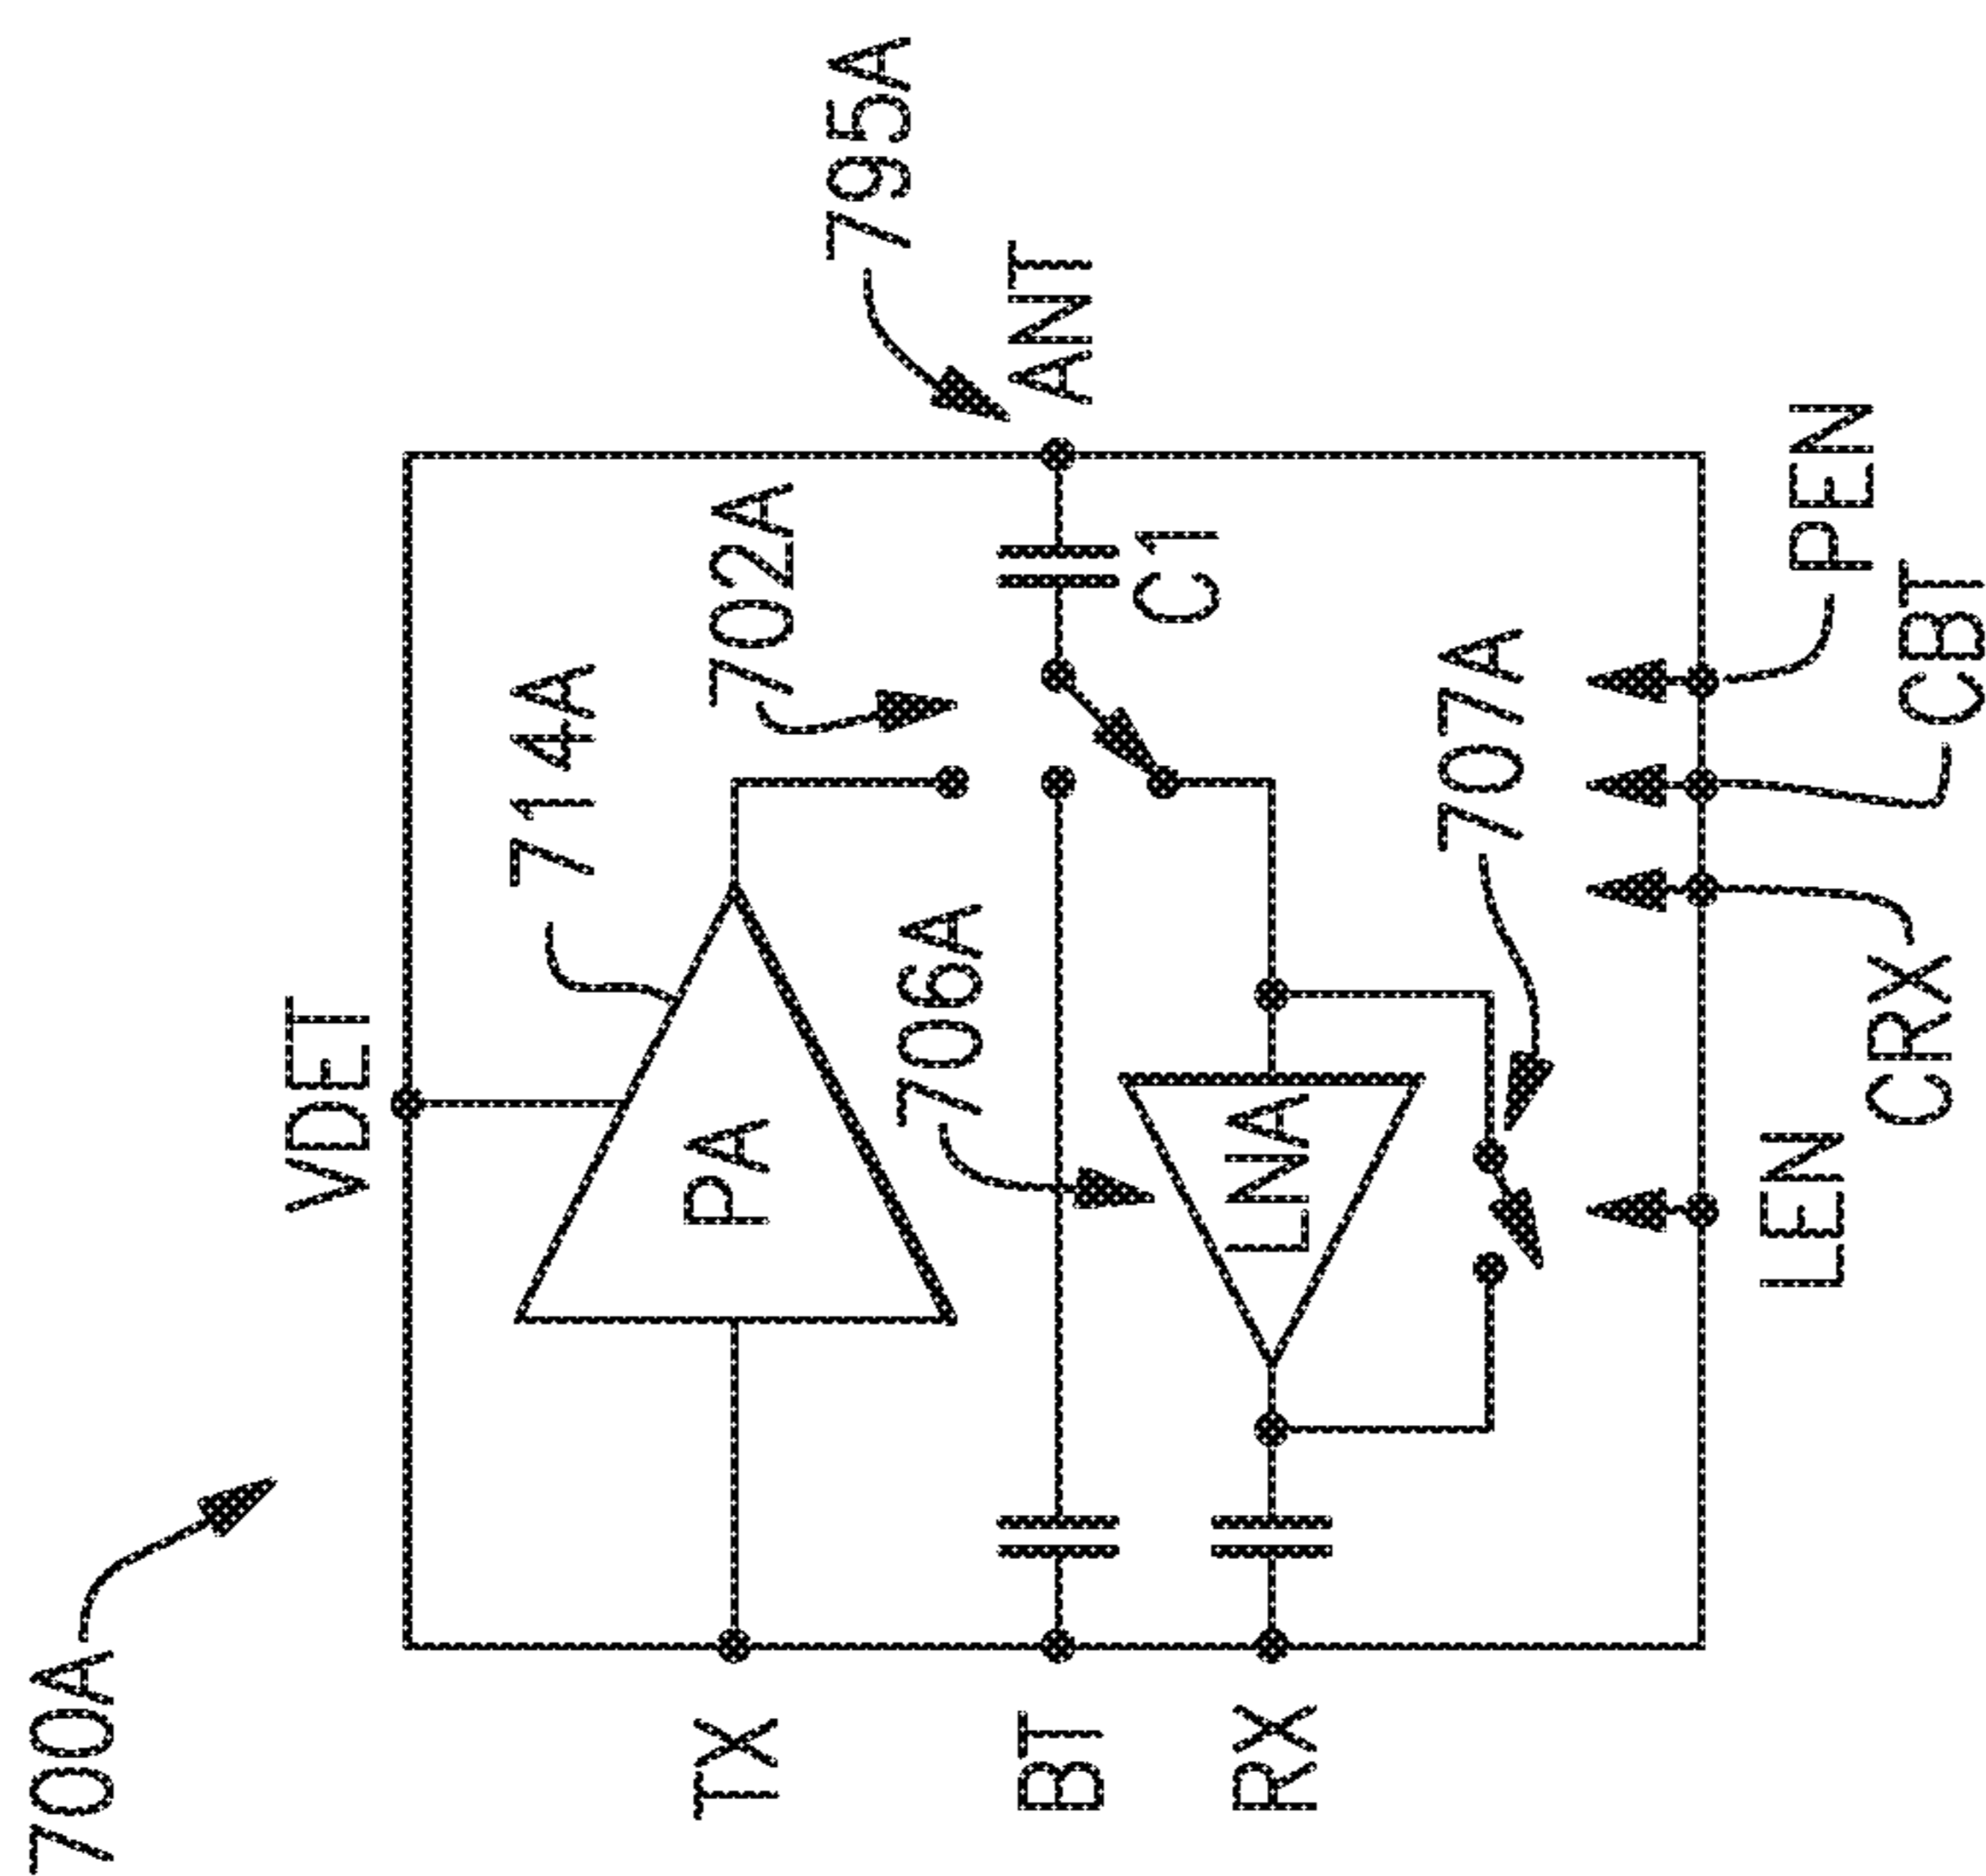 700A
VDET
714A
702A
795A
ANT
PA
TX
706A
C1
BT
LNA
707A
RX
LEN
CRX
CBT
PEN